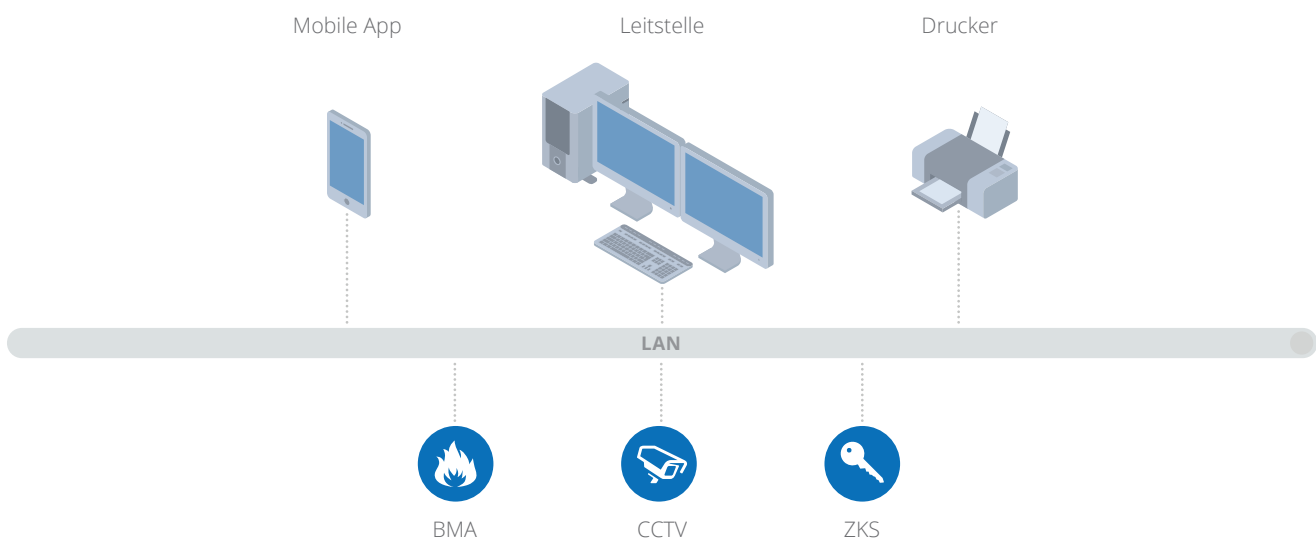 Mobile App
Leitstelle
Drucker
LAN
BMA
CCTV
ZKS